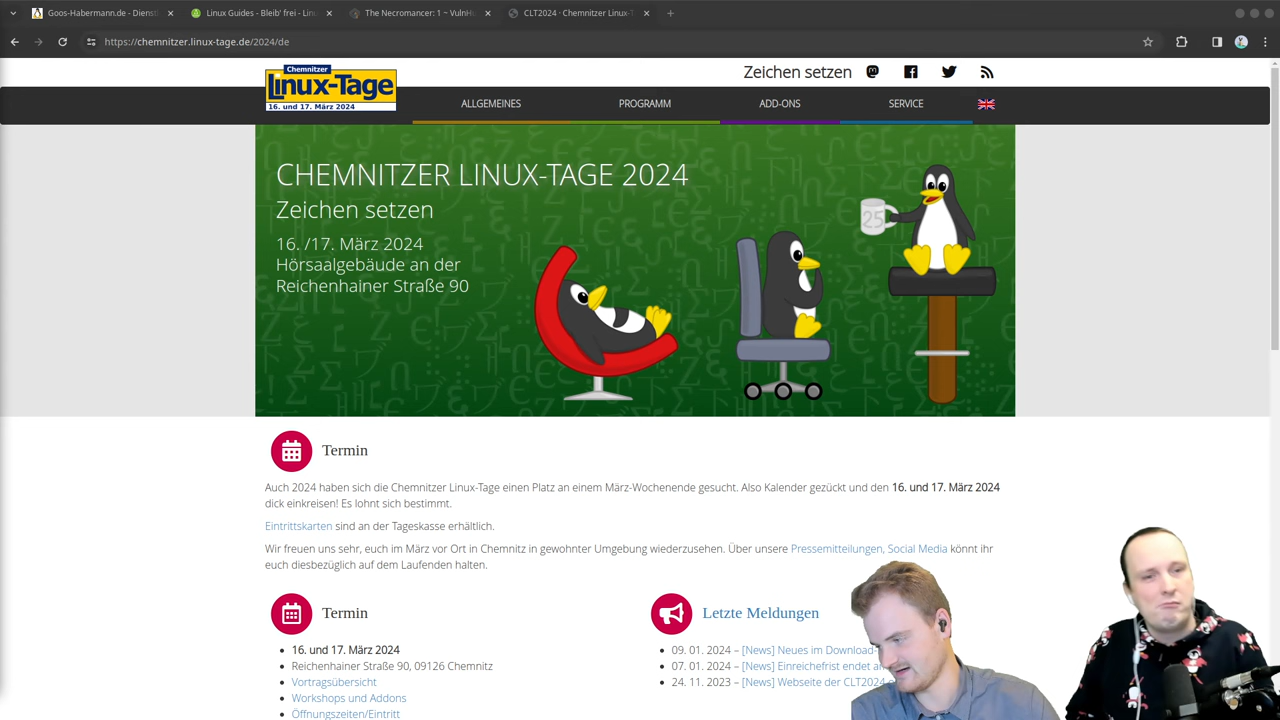 Goos-Habermann.de - Dienstl
Linux Guides - Bleib' frei - Linu
The Necromancer: 1 ~ VulnHu
CLT2024 · Chemnitzer Linux-T
https://chemnitzer.linux-tage.de/2024/de
Chemnitzer
Linux-Tage
16. und 17. März 2024
Zeichen setzen
ALLGEMEINES
PROGRAMM
ADD-ONS
SERVICE
CHEMNITZER LINUX-TAGE 2024
Zeichen setzen
16. /17. März 2024
Hörsaalgebäude an der
Reichenhainer Straße 90
25
Termin
Auch 2024 haben sich die Chemnitzer Linux-Tage einen Platz an einem März-Wochenende gesucht. Also Kalender gezückt und den 16. und 17. März 2024
dick einkreisen! Es lohnt sich bestimmt.
Eintrittskarten sind an der Tageskasse erhältlich.
Wir freuen uns sehr, euch im März vor Ort in Chemnitz in gewohnter Umgebung wiederzusehen. Über unsere Pressemitteilungen, Social Media könnt ihr
euch diesbezüglich auf dem Laufenden halten.
Termin
16. und 17. März 2024
Reichenhainer Straße 90, 09126 Chemnitz
Vortragsübersicht
Workshops und Addons
Öffnungszeiten/Eintritt
Letzte Meldungen
09. 01. 2024 – [News] Neues im Download-
07. 01. 2024 – [News] Einreichefrist endet
24. 11. 2023 – [News] Webseite der CLT2024